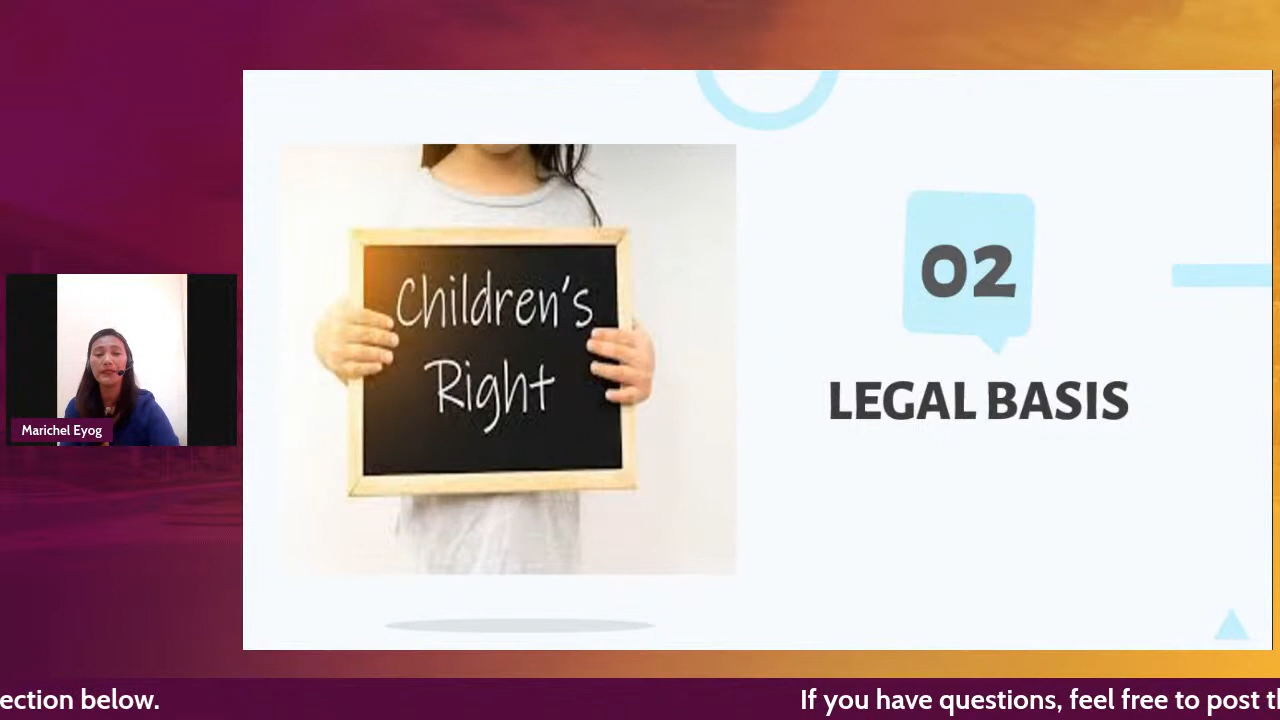 02
LEGAL BASIS
Children's
Right
Marichel Eyog
ection below.
If you have questions, feel free to post